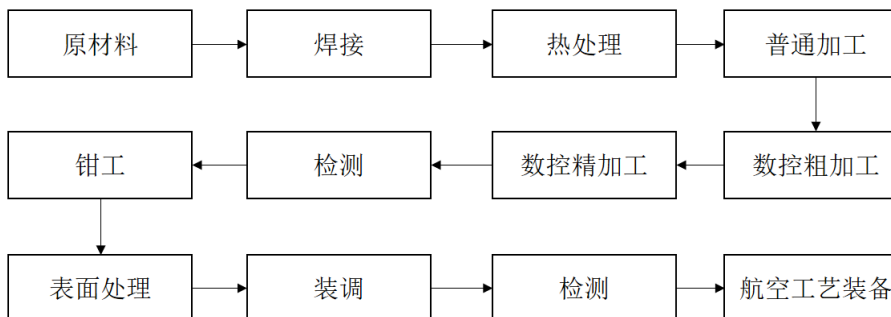 原材料
焊接
热处理
普通加工
钳工
检测
数控精加工
数控粗加工
表面处理
装调
检测
航空工艺装备